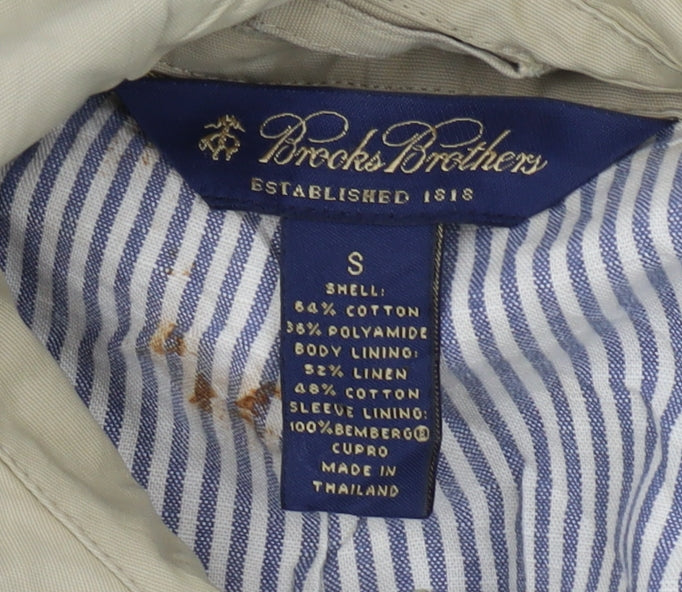 Brooks Brothers
ESTABLISHED 1818
S
SHELL:
64% COTTON
36% POLYAMIDE
BODY LINING:
52% LINEN
48% COTTON
SLEEVE LINING:
100% BEMBERG®
CUPRO
MADE IN
THAILAND